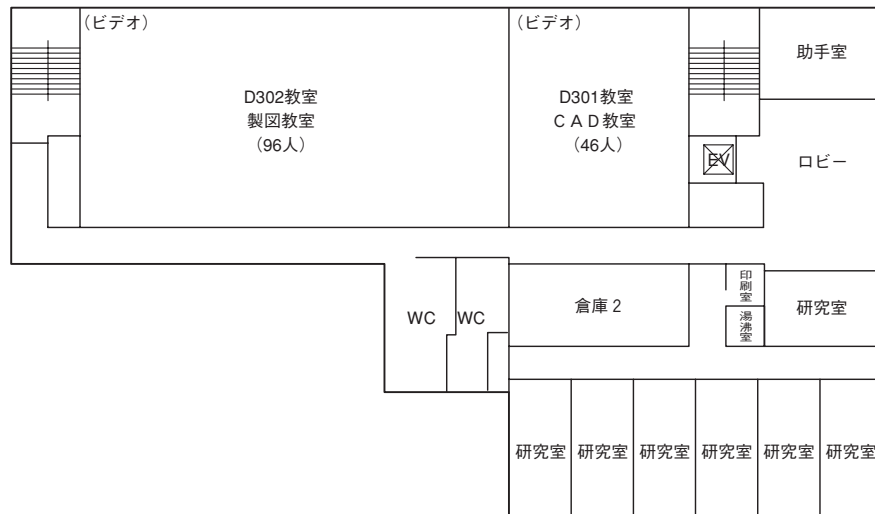 （ビデオ）
（ビデオ）
助手室
D302教室
製図教室
（96人）
D301教室
ＣＡＤ教室
（46人）
EV
ロビー
WC
WC
倉庫２
印刷室
湯沸室
研究室
研究室
研究室
研究室
研究室
研究室
研究室